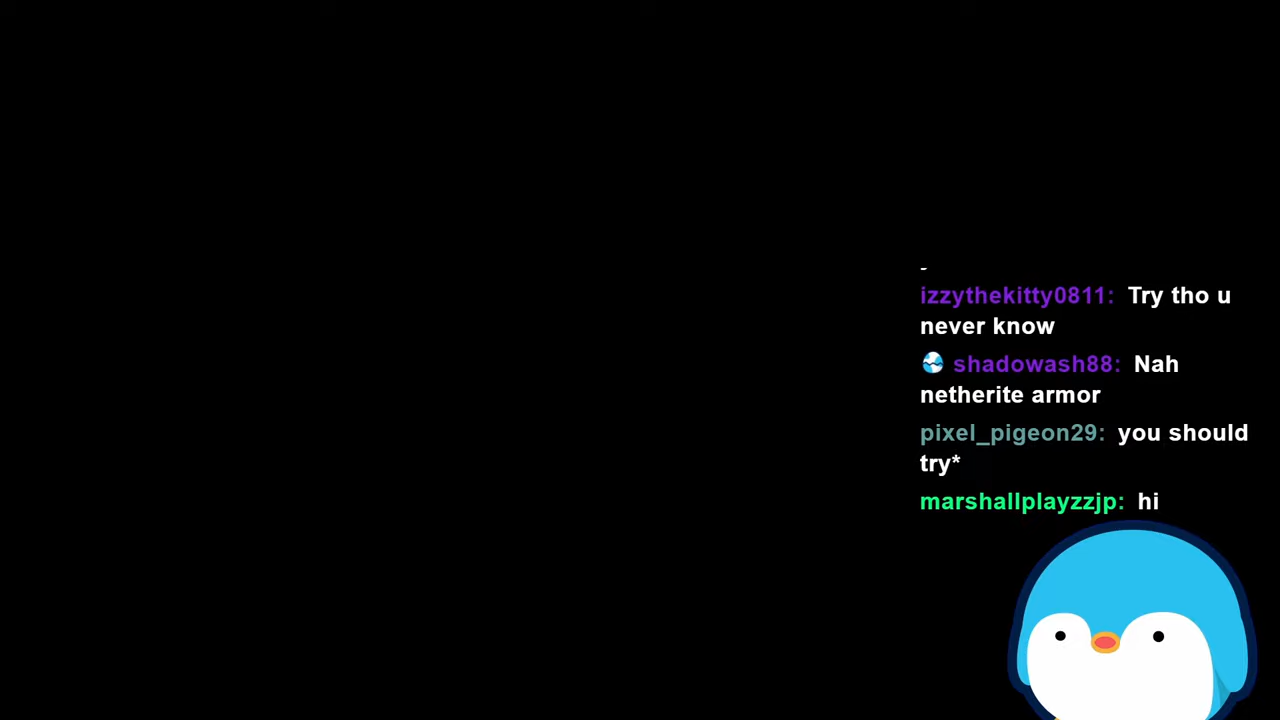 izzythekitty0811: Try tho u
never know
shadowash88: Nah
netherite armor
pixel_pigeon29: you should
try*
marshallplayzzjp: hi